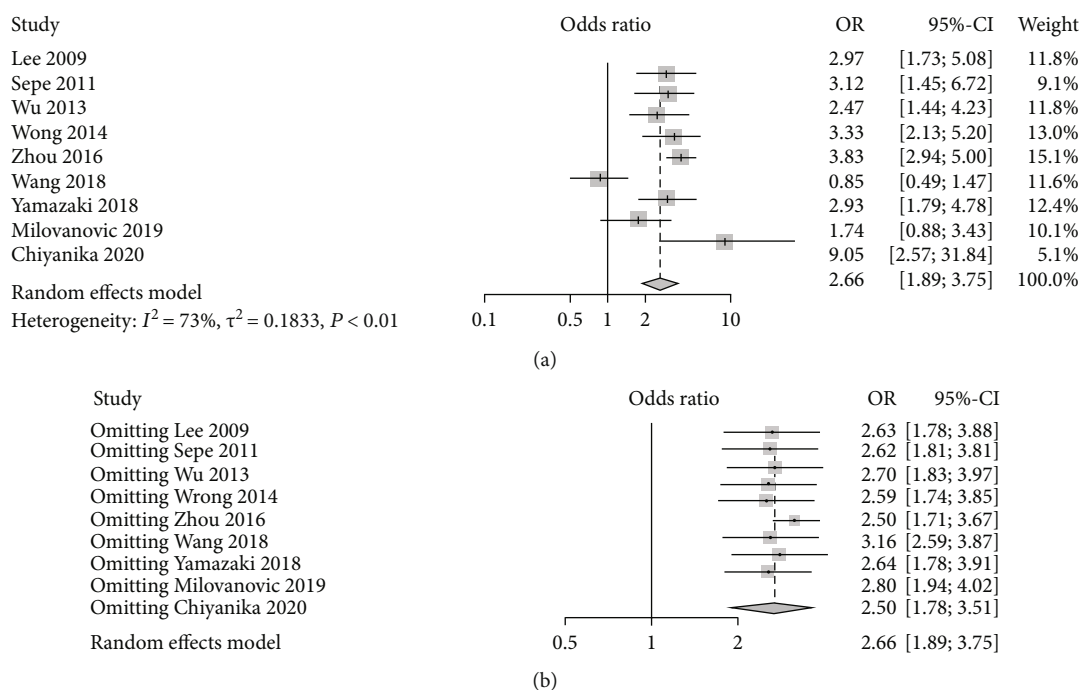 Study Odds ratio OR 95%-CI Weight
Lee 2009 2.97 [1.73; 5.08] 11.8%
Sepe 2011 3.12 [1.45; 6.72] 9.1%
Wu 2013 2.47 [1.44; 4.23] 11.8%
Wong 2014 3.33 [2.13; 5.20] 13.0%
Zhou 2016 3.83 [2.94; 5.00] 15.1%
Wang 2018 0.85 [0.49; 1.47] 11.6%
Yamazaki 2018 2.93 [1.79; 4.78] 12.4%
Milovanovic 2019 1.74 [0.88; 3.43] 10.1%
Chiyanika 2020 9.05 [2.57; 31.84] 5.1%
2.66 [1.89; 3.75] 100.0%
Random effects model
Heterogeneity: I² = 73%, τ² = 0.1833, P < 0.01
0.1 0.5 1 2 10
(a)
Study Odds ratio OR 95%-CI
Omitting Lee 2009 2.63 [1.78; 3.88]
Omitting Sepe 2011 2.62 [1.81; 3.81]
Omitting Wu 2013 2.70 [1.83; 3.97]
Omitting Wrong 2014 2.59 [1.74; 3.85]
Omitting Zhou 2016 2.50 [1.71; 3.67]
Omitting Wang 2018 3.16 [2.59; 3.87]
Omitting Yamazaki 2018 2.64 [1.78; 3.91]
Omitting Milovanovic 2019 2.80 [1.94; 4.02]
Omitting Chiyanika 2020 2.50 [1.78; 3.51]
Random effects model 2.66 [1.89; 3.75]
0.5 1 2
(b)